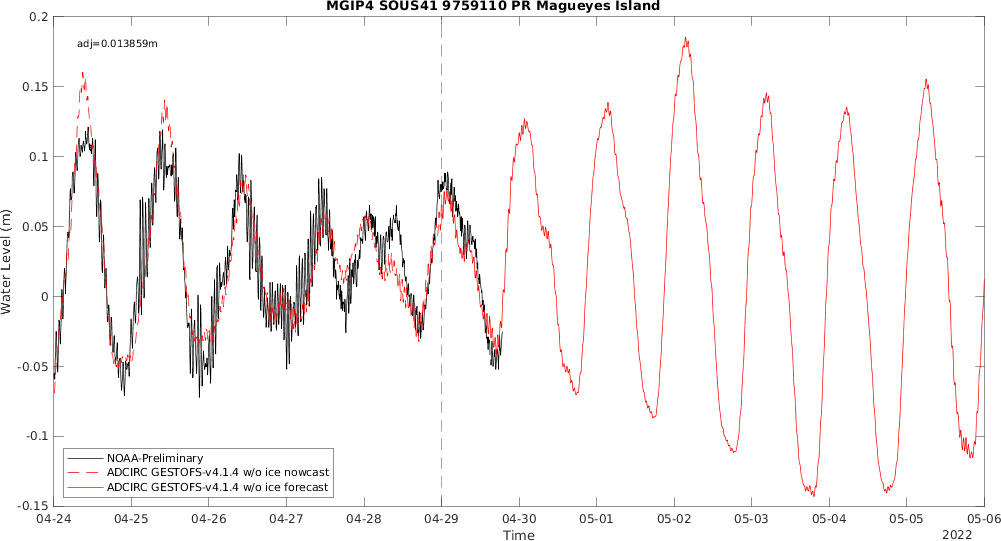 MGIP4 SOUS41 9759110 PR Magueyes Island
0.2
adj=0.013859m
0.15
0.1
0.05
0
-0.05
-0.1
-0.15
Water Level (m)
NOAA-Preliminary
ADCIRC GESTOFS-v4.1.4 w/o ice nowcast
ADCIRC GESTOFS-v4.1.4 w/o ice forecast
04-24 04-25 04-26 04-27 04-28 04-29 04-30 05-01 05-02 05-03 05-04 05-05 05-06
Time
2022